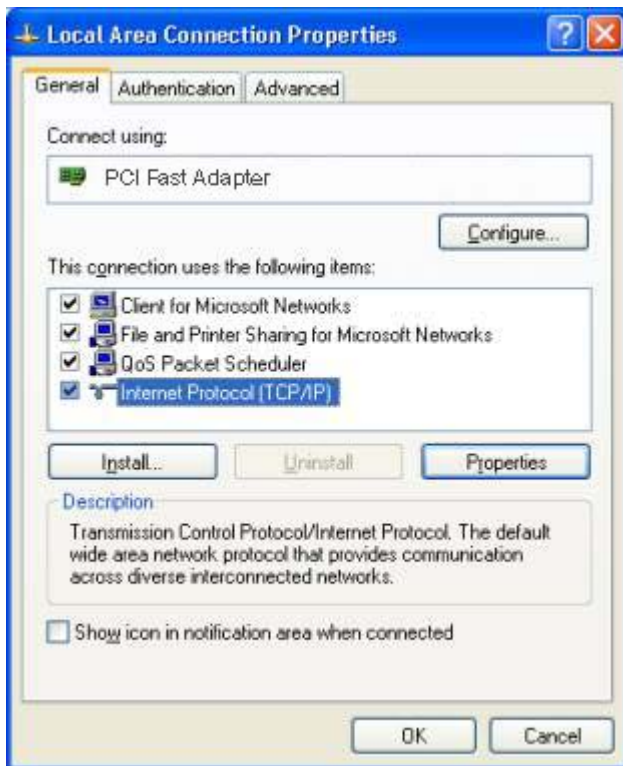 Local Area Connection Properties
?
General Authentication Advanced
Connect using:
PCI Fast Adapter
Configure...
This connection uses the following items:
Client for Microsoft Networks
File and Printer Sharing for Microsoft Networks
QoS Packet Scheduler
Internet Protocol (TCP/IP)
Install... Uninstall Properties
Description
Transmission Control Protocol/Internet Protocol. The default
wide area network protocol that provides communication
across diverse interconnected networks.
Show icon in notification area when connected
OK Cancel